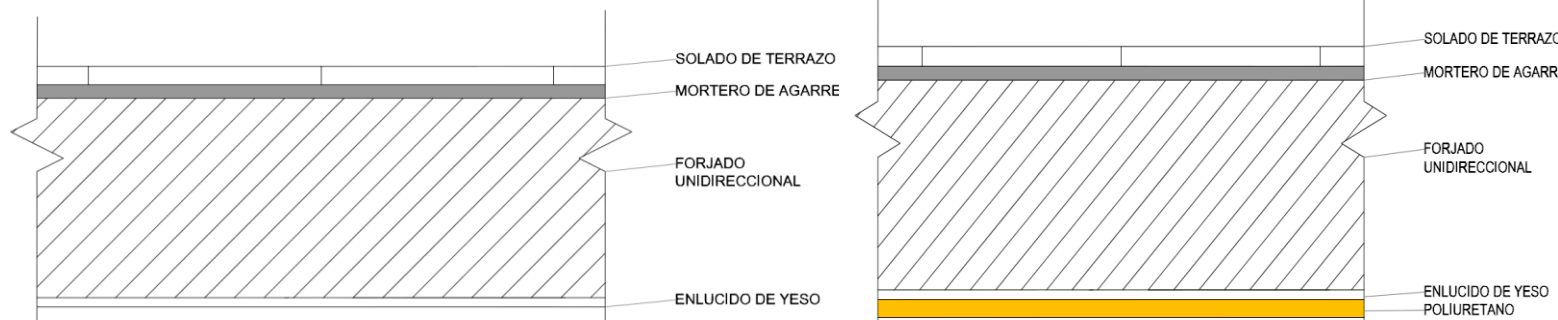 SOLADO DE TERRAZO
MORTERO DE AGARRE
FORJADO
UNIDIRECCIONAL
ENLUCIDO DE YESO
SOLADO DE TERRAZO
MORTERO DE AGARR
FORJADO
UNIDIRECCIONAL
ENLUCIDO DE YESO
POLIURETANO